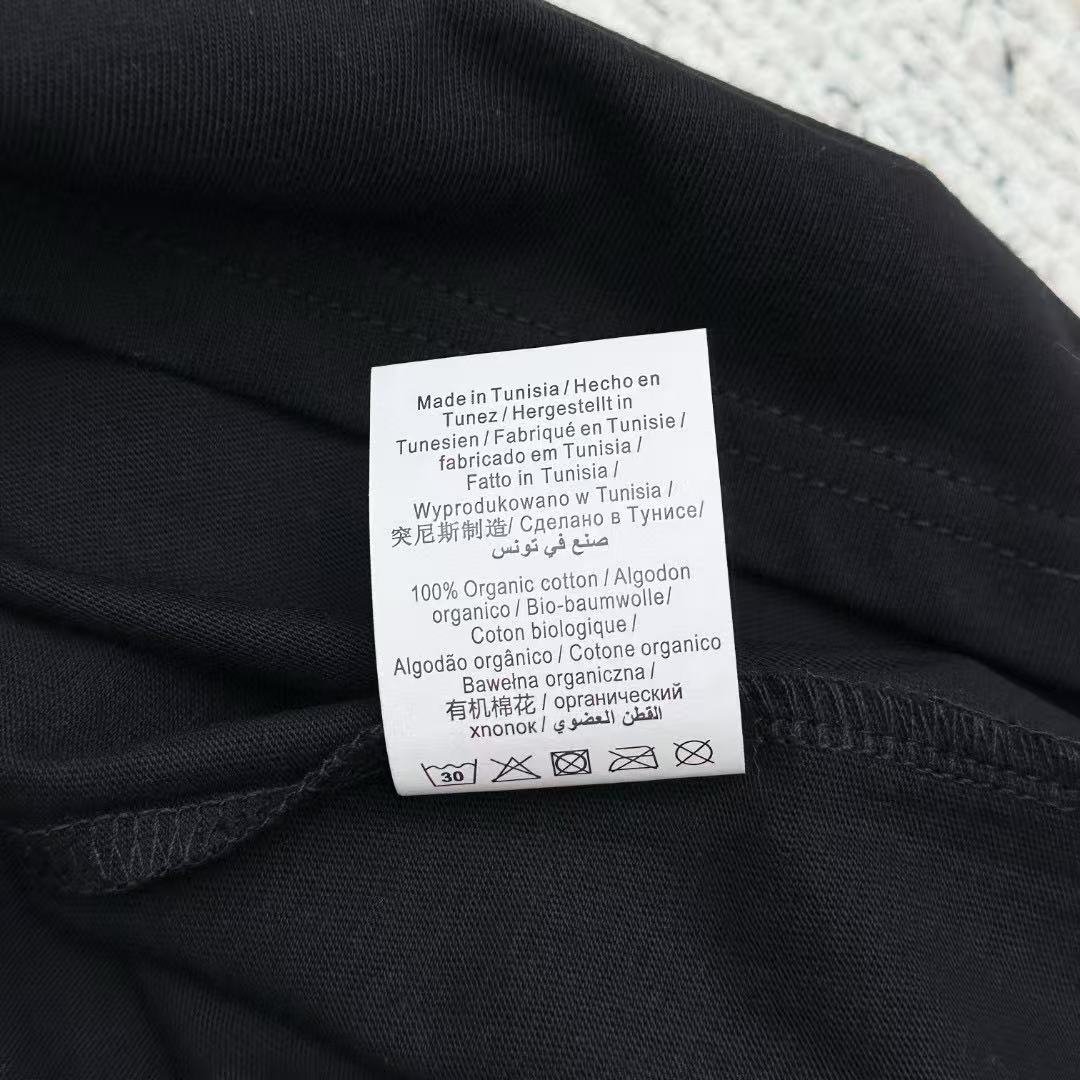 Made in Tunisia / Hecho en
Tunez / Hergestellt in
Tunesien / Fabriqué en Tunisie /
fabricado em Tunisia /
Fatto in Tunisia /
Wyprodukowano w Tunisia /
突尼斯制造/ Сделано в Тунисе/
صنع في تونس
100% Organic cotton / Algodon
organico / Bio-baumwolle/
Coton biologique /
Algodão orgânico / Cotone organico
Bawełna organiczna /
有机棉花 / органический
хлопок / القطن العضوي
30